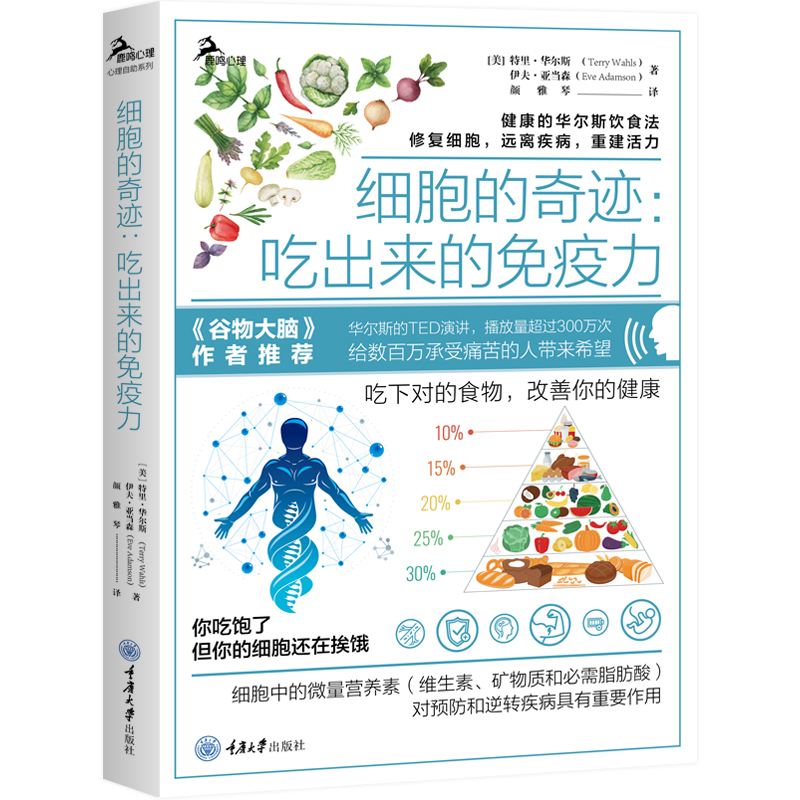 鹿鸣心理
心理自助系列
细胞的奇迹：吃出来的免疫力
[美]特里·华尔斯 (Terry Wahls)
伊夫·亚当森 (Eve Adamson) 著
颜雅琴 译
重庆大学出版社
鹿鸣心理
[美] 特里·华尔斯 (Terry Wahls)
伊夫·亚当森 (Eve Adamson) 著
颜 雅 琴 译
健康的华尔斯饮食法
修复细胞，远离疾病，重建活力
细胞的奇迹：
吃出来的免疫力
《谷物大脑》
作者推荐
华尔斯的TED演讲，播放量超过300万次
给数百万承受痛苦的人带来希望
吃下对的食物，改善你的健康
10%
15%
20%
25%
30%
你吃饱了
但你的细胞还在挨饿
细胞中的微量营养素（维生素、矿物质和必需脂肪酸）
对预防和逆转疾病具有重要作用
重庆大学出版社